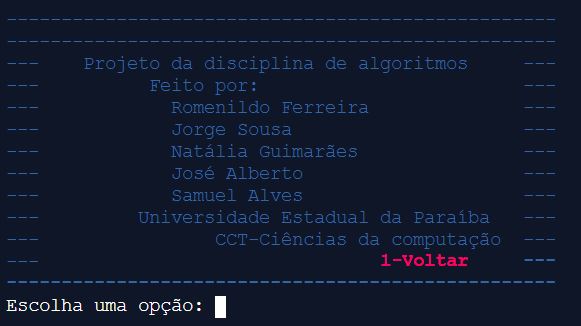 --------------------------------------------------
--------------------------------------------------
--- Projeto da disciplina de algoritmos ---
--- Feito por: ---
--- Romenildo Ferreira ---
--- Jorge Sousa ---
--- Natália Guimarães ---
--- José Alberto ---
--- Samuel Alves ---
--- Universidade Estadual da Paraíba ---
--- CCT-Ciências da computação ---
--- 1-Voltar ---
--------------------------------------------------
Escolha uma opção: